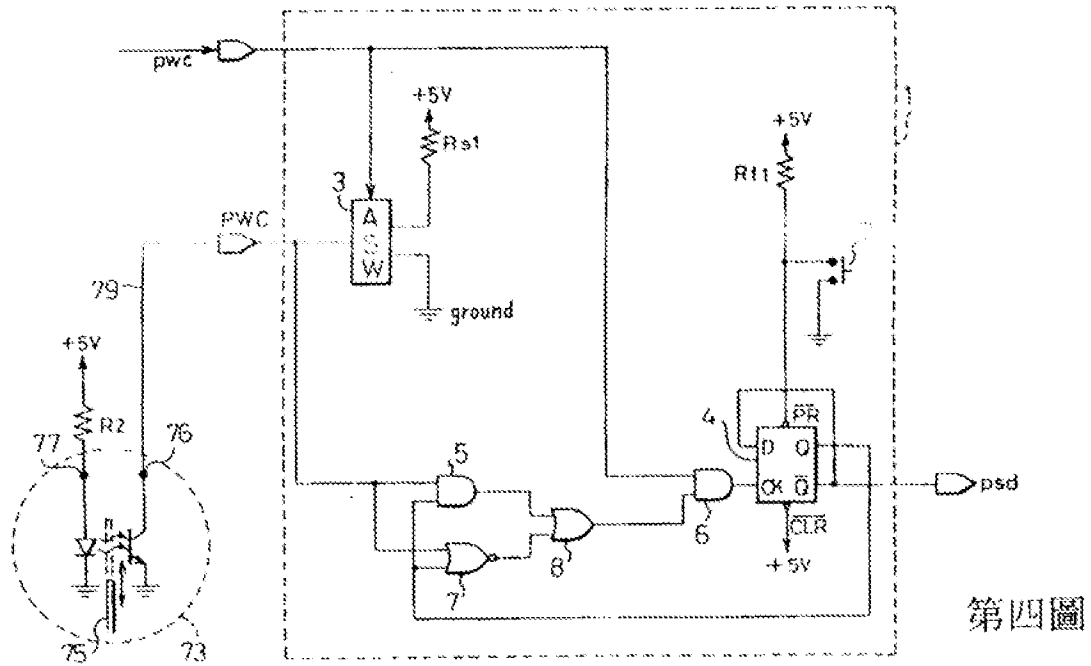 pwc
+5V
Rs1
+5V
Rf1
3
A
S
W
PWC
79
ground
+5V
R2
77
76
4
PR
D
Q
CK
Q
CLR
+5V
psd
5
6
8
7
75
73
第四圖